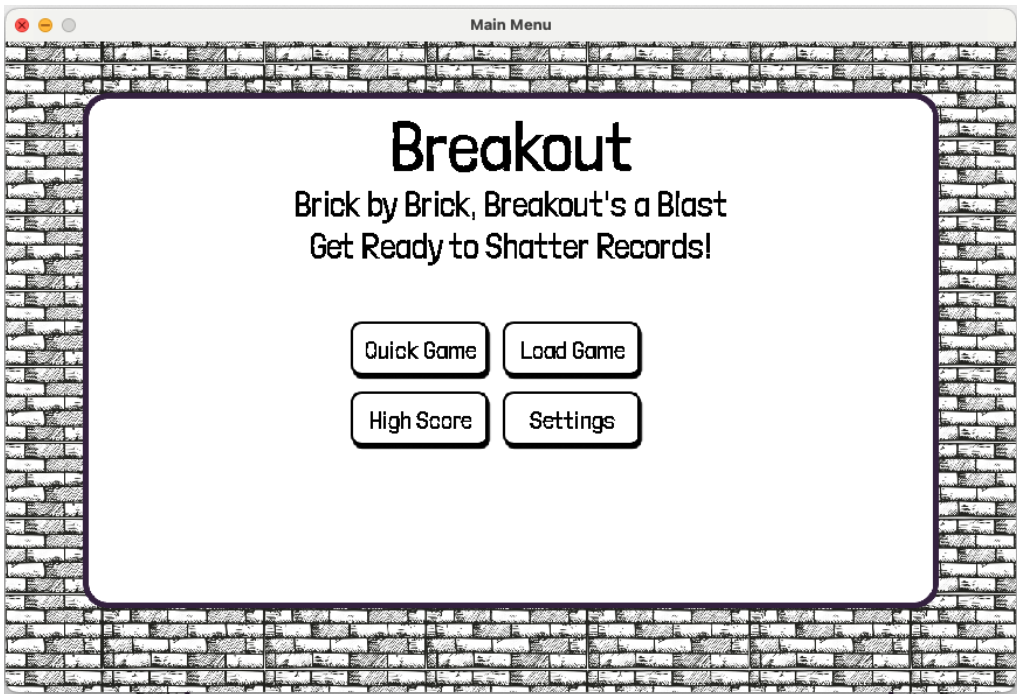 Main Menu
Breakout
Brick by Brick, Breakout's a Blast
Get Ready to Shatter Records!
Quick Game
Load Game
High Score
Settings